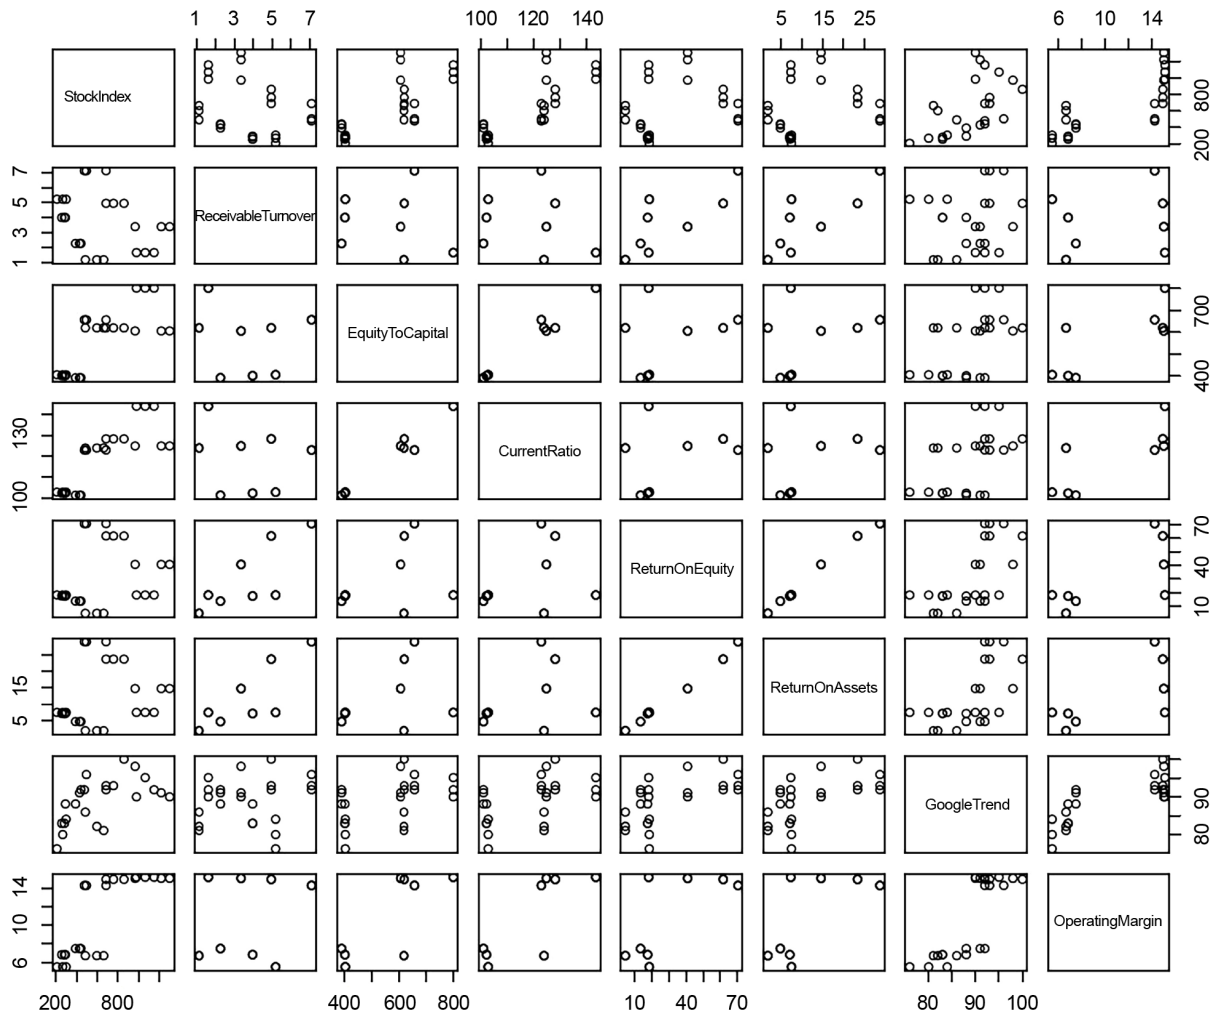 1 3 5 7 100 120 140 5 15 25 6 10 14
StockIndex
200 800
1 3 5 7
ReceivableTurnover
EquityToCapital
400 700
100 130
CurrentRatio
ReturnOnEquity
10 40 70
5 15
ReturnOnAssets
GoogleTrend
80 90
6 10 14
OperatingMargin
200 800 400 600 800 10 40 70 80 90 100